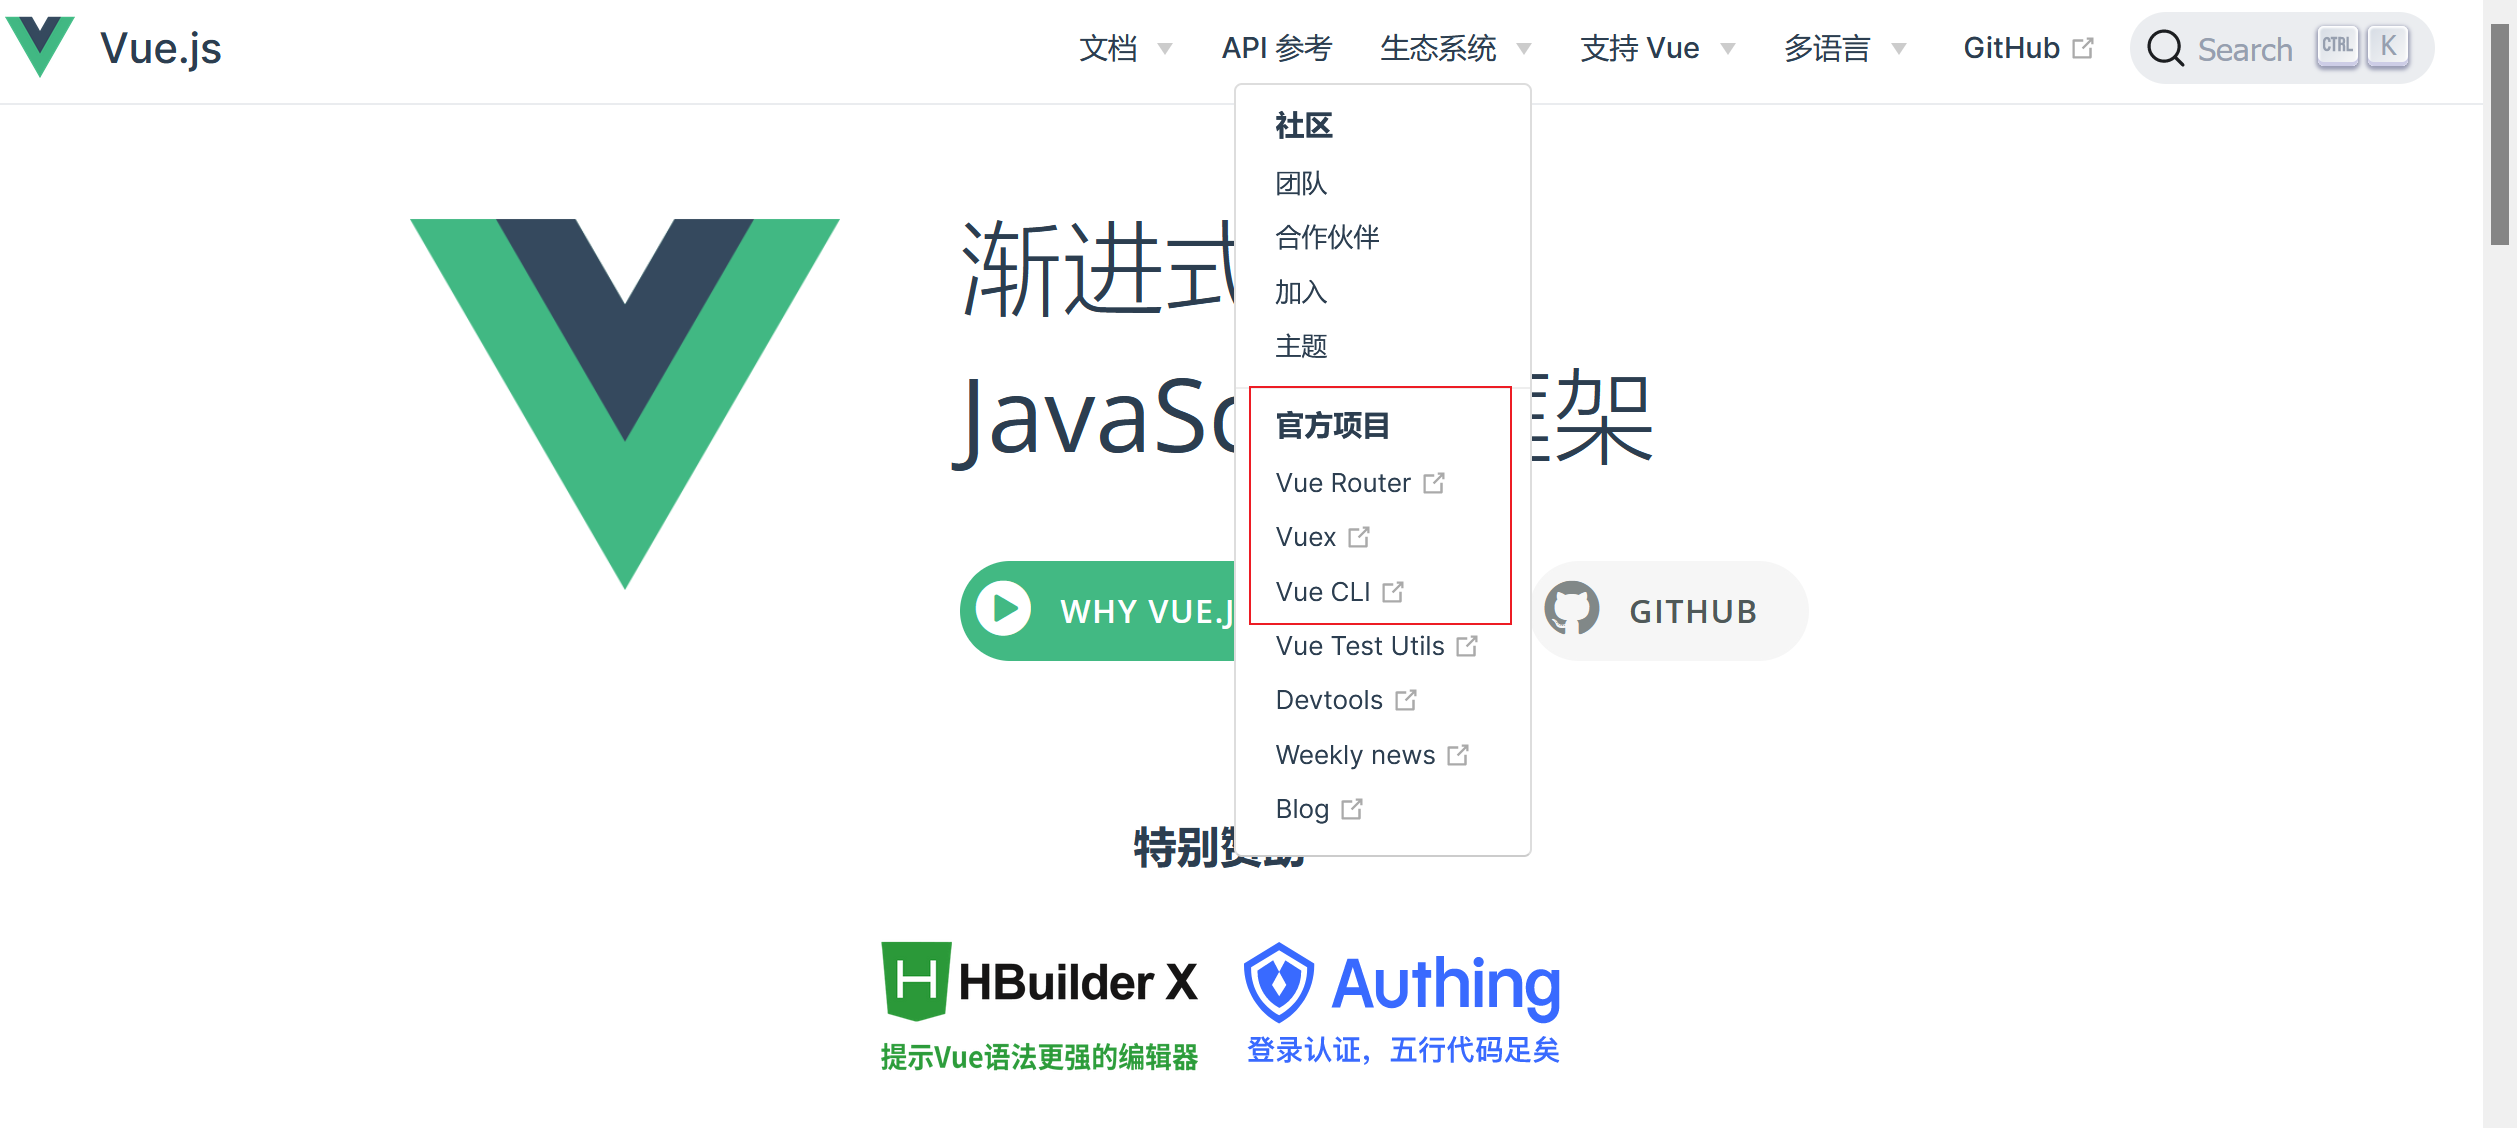 Vue.js
文档
API 参考
生态系统
支持 Vue
多语言
GitHub
Search
CTRL K
社区
团队
合作伙伴
加入
主题
官方项目
Vue Router
Vuex
Vue CLI
Vue Test Utils
Devtools
Weekly news
Blog
渐进式
JavaSc 架
WHY VUE.J
GITHUB
特别赞助
HBuilder X
提示Vue语法更强的编辑器
Authing
登录认证，五行代码足矣